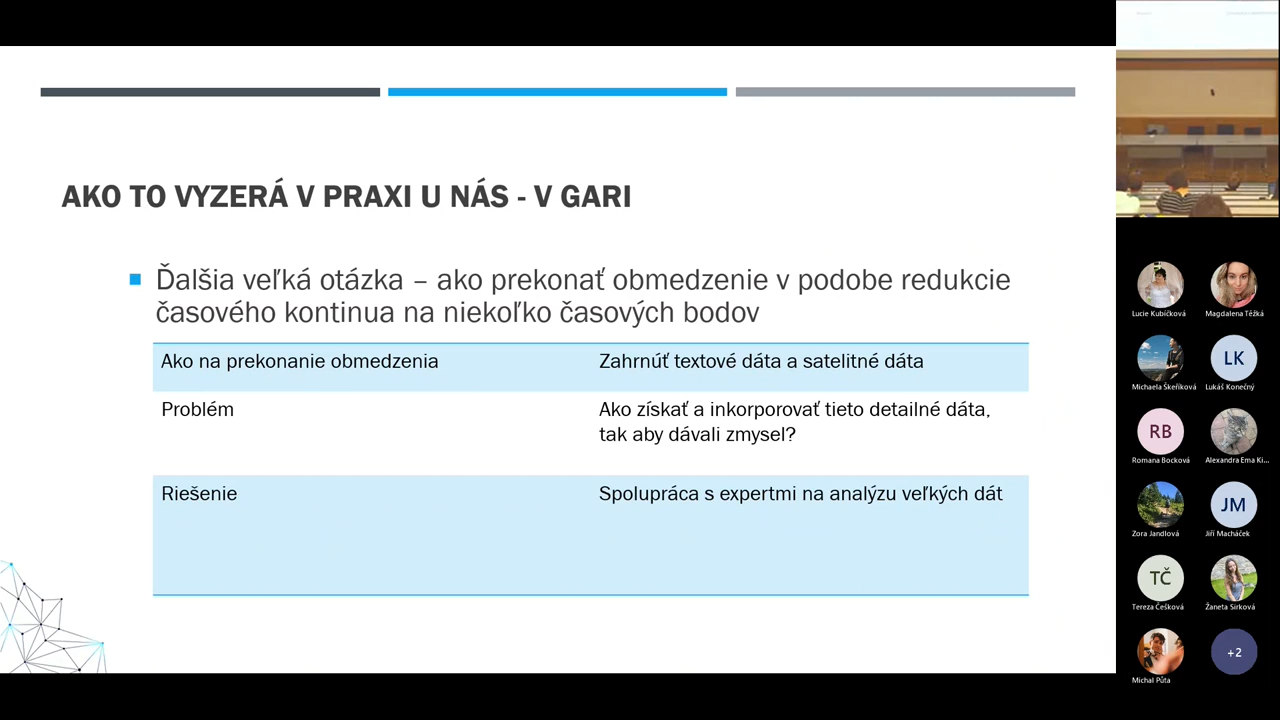 AKO TO VYZERÁ V PRAXI U NÁS - V GARI
Ďalšia veľká otázka – ako prekonať obmedzenie v podobe redukcie
časového kontinua na niekoľko časových bodov
Ako na prekonanie obmedzenia
Zahrnúť textové dáta a satelitné dáta
Problém
Ako získať a inkorporovať tieto detailné dáta,
tak aby dávali zmysel?
Riešenie
Spolupráca s expertmi na analýzu veľkých dát
Lucie Kubíčková
Magdalena Těžká
Michaela Škeříková
LK
Lukáš Konečný
RB
Romana Bocková
Alexandra Ema Ki...
Zora Jandlová
JM
Jiří Macháček
TČ
Tereza Češková
Žaneta Sirková
Michal Půta
+2